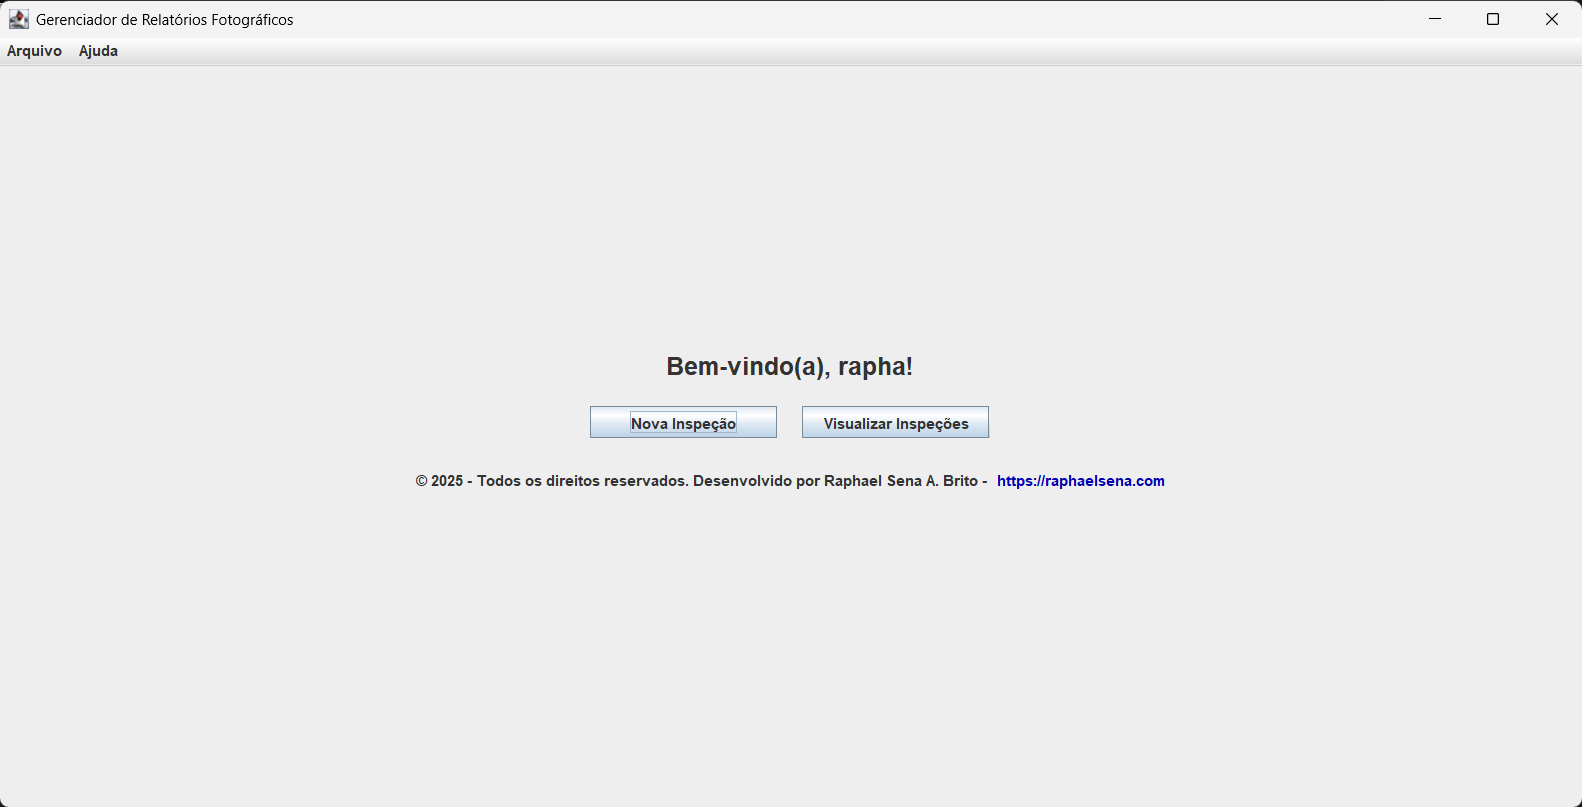 Gerenciador de Relatórios Fotográficos
Arquivo Ajuda
Bem-vindo(a), rapha!
Nova Inspeção Visualizar Inspeções
© 2025 - Todos os direitos reservados. Desenvolvido por Raphael Sena A. Brito - https://raphaelsena.com